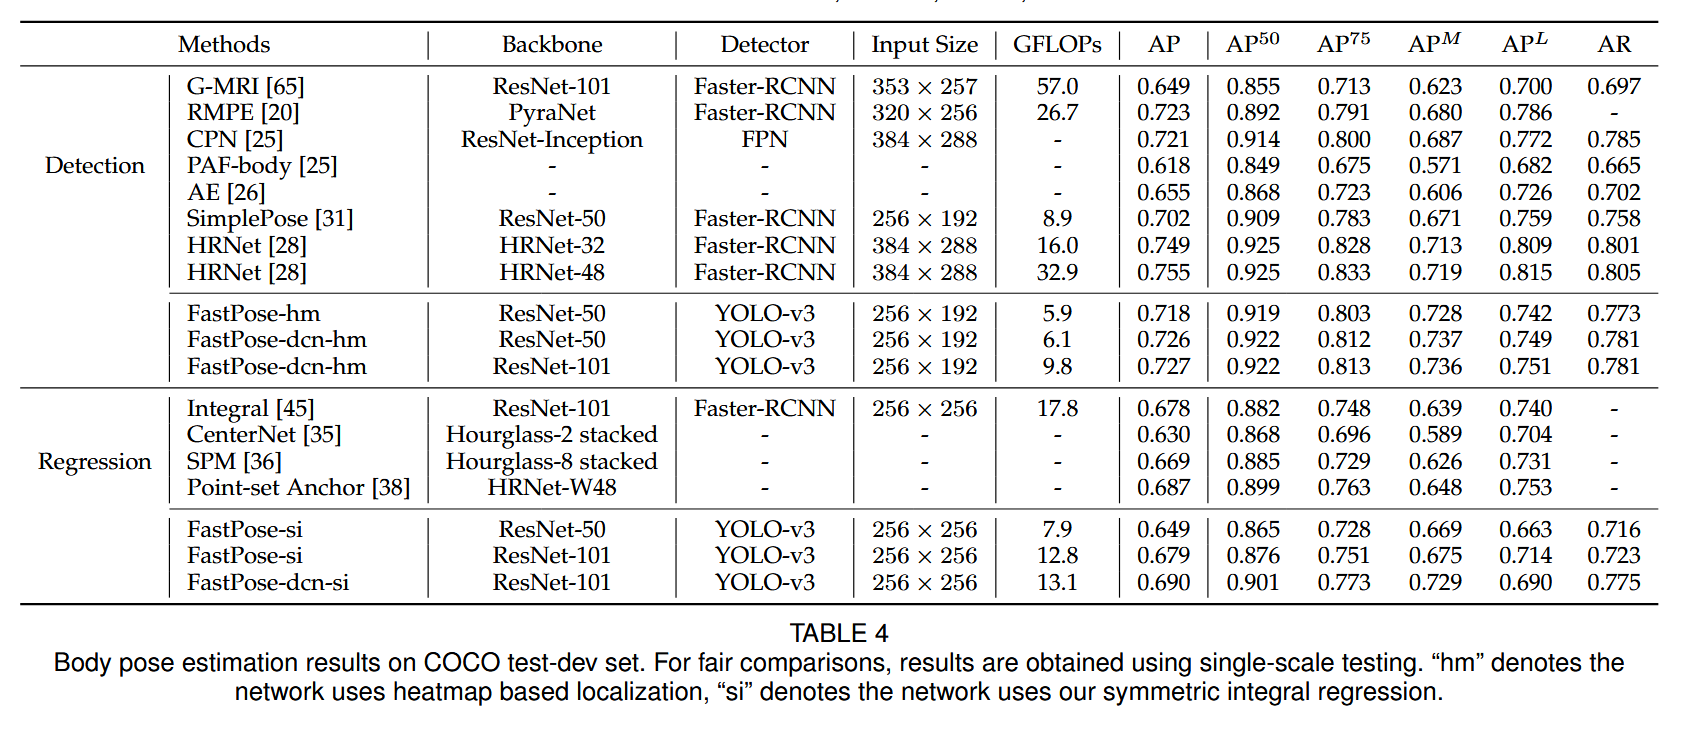 Methods Backbone Detector Input Size GFLOPs AP AP^50 AP^75 AP^M AP^L AR
G-MRI [65] ResNet-101 Faster-RCNN 353 × 257 57.0 0.649 0.855 0.713 0.623 0.700 0.697
RMPE [20] PyraNet Faster-RCNN 320 × 256 26.7 0.723 0.892 0.791 0.680 0.786 -
CPN [25] ResNet-Inception FPN 384 × 288 - 0.721 0.914 0.800 0.687 0.772 0.785
Detection PAF-body [25] - - - - 0.618 0.849 0.675 0.571 0.682 0.665
AE [26] - - - - 0.655 0.868 0.723 0.606 0.726 0.702
SimplePose [31] ResNet-50 Faster-RCNN 256 × 192 8.9 0.702 0.909 0.783 0.671 0.759 0.758
HRNet [28] HRNet-32 Faster-RCNN 384 × 288 16.0 0.749 0.925 0.828 0.713 0.809 0.801
HRNet [28] HRNet-48 Faster-RCNN 384 × 288 32.9 0.755 0.925 0.833 0.719 0.815 0.805
FastPose-hm ResNet-50 YOLO-v3 256 × 192 5.9 0.718 0.919 0.803 0.728 0.742 0.773
FastPose-dcn-hm ResNet-50 YOLO-v3 256 × 192 6.1 0.726 0.922 0.812 0.737 0.749 0.781
FastPose-dcn-hm ResNet-101 YOLO-v3 256 × 192 9.8 0.727 0.922 0.813 0.736 0.751 0.781
Integral [45] ResNet-101 Faster-RCNN 256 × 256 17.8 0.678 0.882 0.748 0.639 0.740 -
CenterNet [35] Hourglass-2 stacked - - - 0.630 0.868 0.696 0.589 0.704 -
Regression SPM [36] Hourglass-8 stacked - - - 0.669 0.885 0.729 0.626 0.731 -
Point-set Anchor [38] HRNet-W48 - - - 0.687 0.899 0.763 0.648 0.753 -
FastPose-si ResNet-50 YOLO-v3 256 × 256 7.9 0.649 0.865 0.728 0.669 0.663 0.716
FastPose-si ResNet-101 YOLO-v3 256 × 256 12.8 0.679 0.876 0.751 0.675 0.714 0.723
FastPose-dcn-si ResNet-101 YOLO-v3 256 × 256 13.1 0.690 0.901 0.773 0.729 0.690 0.775
TABLE 4
Body pose estimation results on COCO test-dev set. For fair comparisons, results are obtained using single-scale testing. “hm” denotes the
network uses heatmap based localization, “si” denotes the network uses our symmetric integral regression.